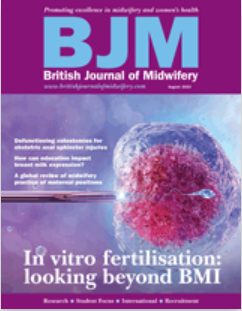 Promoting excellence in midwifery and women's health
BJM
British Journal of Midwifery
www.britishjournalofmidwifery.com
August
Defunctioning colostomies for
obstetric anal sphincter injuries
How can education impact
breast milk expression?
A global review of midwifery
practice of maternal positions
In vitro fertilisation:
looking beyond BMI
Research • Student Focus • International • Recruitment